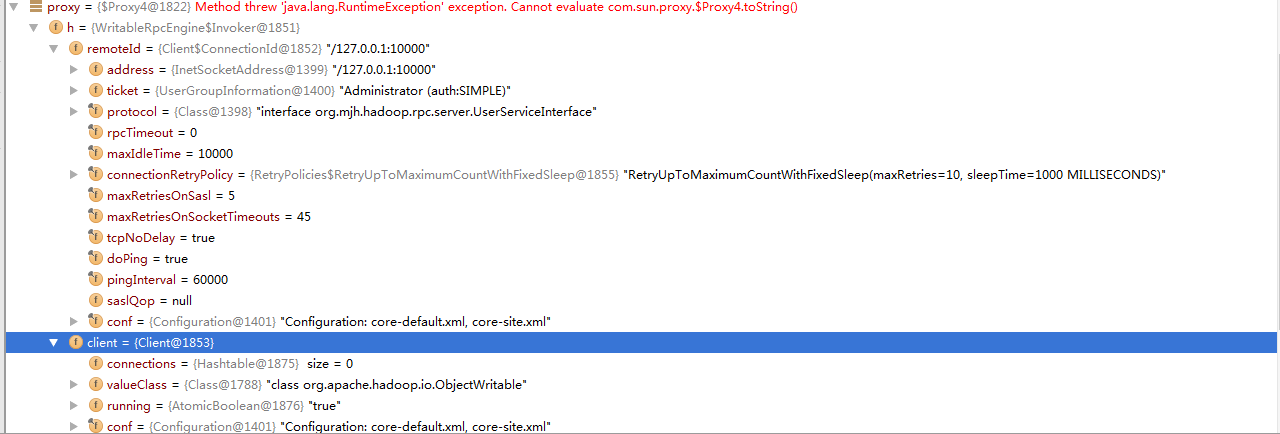 proxy = {$Proxy4@1822} Method threw 'java.lang.RuntimeException' exception. Cannot evaluate com.sun.proxy.$Proxy4.toString()
h = {WritableRpcEngine$Invoker@1851}
remoteId = {Client$ConnectionId@1852} "/127.0.0.1:10000"
address = {InetSocketAddress@1399} "/127.0.0.1:10000"
ticket = {UserGroupInformation@1400} "Administrator (auth:SIMPLE)"
protocol = {Class@1398} "interface org.mjh.hadoop.rpc.server.UserServiceInterface"
rpcTimeout = 0
maxIdleTime = 10000
connectionRetryPolicy = {RetryPolicies$RetryUpToMaximumCountWithFixedSleep@1855} "RetryUpToMaximumCountWithFixedSleep(maxRetries=10, sleepTime=1000 MILLISECONDS)"
maxRetriesOnSasl = 5
maxRetriesOnSocketTimeouts = 45
tcpNoDelay = true
doPing = true
pingInterval = 60000
saslQop = null
conf = {Configuration@1401} "Configuration: core-default.xml, core-site.xml"
client = {Client@1853}
connections = {Hashtable@1875} size = 0
valueClass = {Class@1788} "class org.apache.hadoop.io.ObjectWritable"
running = {AtomicBoolean@1876} "true"
conf = {Configuration@1401} "Configuration: core-default.xml, core-site.xml"